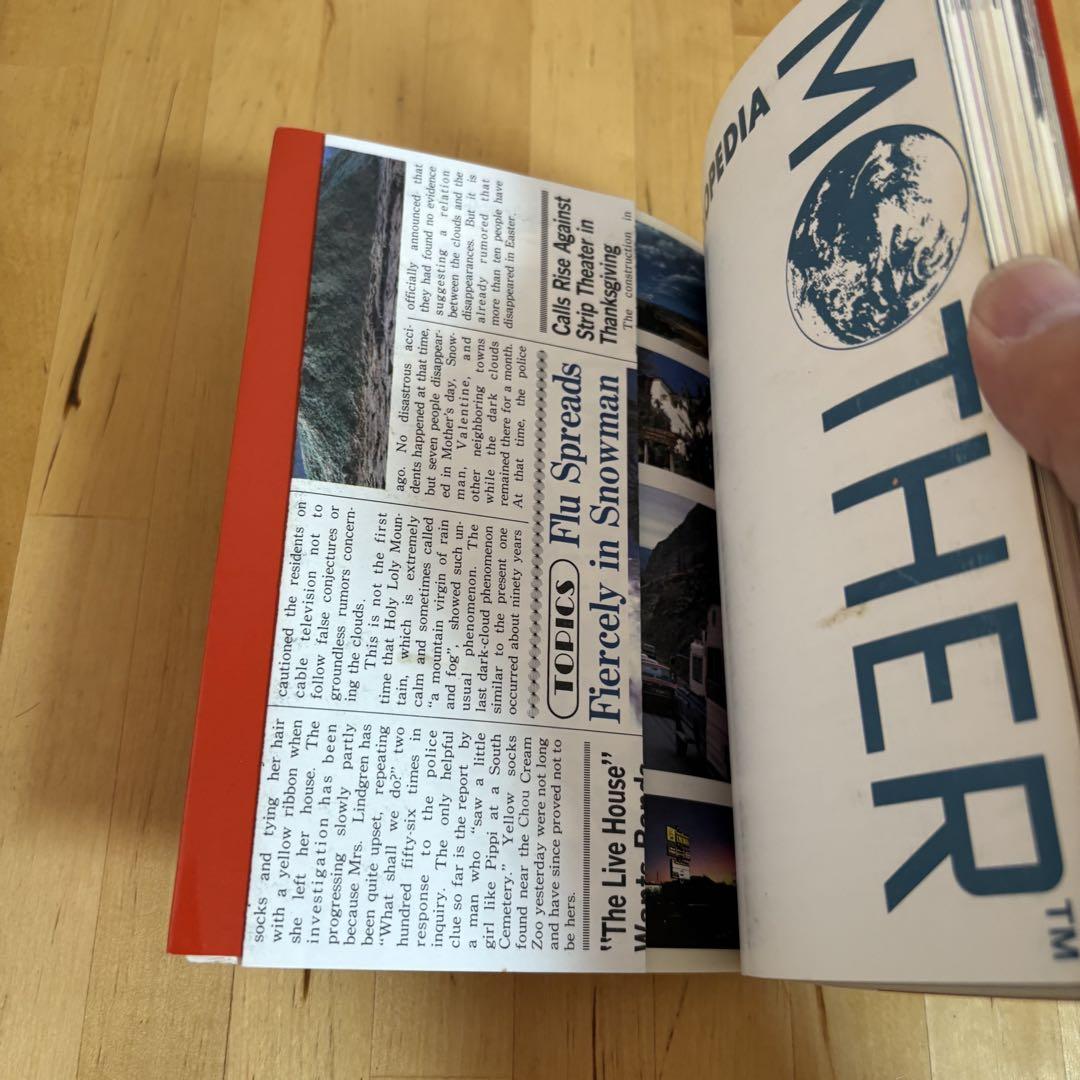 socks and tying her hair
with a yellow ribbon when
she left her house. The
investigation has been
progressing slowly partly
because Mrs. Lindgren has
been quite upset, repeating
“What shall we do?” two
hundred fifty-six times in
response to the police
inquiry. The only helpful
clue so far is the report by
a man who “saw a little
girl like Pippi at a South
Cemetery.” Yellow socks
found near the Chou Cream
Zoo yesterday were not long
and have since proved not to
be hers.
"The Live House"
cautioned the residents on
cable television not to
follow false conjectures or
groundless rumors concern-
ing the clouds.
This is not the first
time that Holy Loly Moun-
tain, which is extremely
calm and sometimes called
“a mountain virgin of rain
and fog”, showed such un-
usual phenomenon. The
last dark-cloud phenomenon
similar to the present one
occurred about ninety years
ago. No disastrous acci-
dents happened at that time,
but seven people disappear-
ed in Mother's day, Snow-
man, Valentine, and
other neighboring towns
while the dark clouds
remained there for a month.
At that time, the police
officially announced that
they had found no evidence
suggesting a relation
between the clouds and the
disappearances. But it is
already rumored that
more than ten people have
disappeared in Easter.
TOPICS Flu Spreads
Fiercely in Snowman
Calls Rise Against
Strip Theater in
Thanksgiving
The construction in
MOTHER™